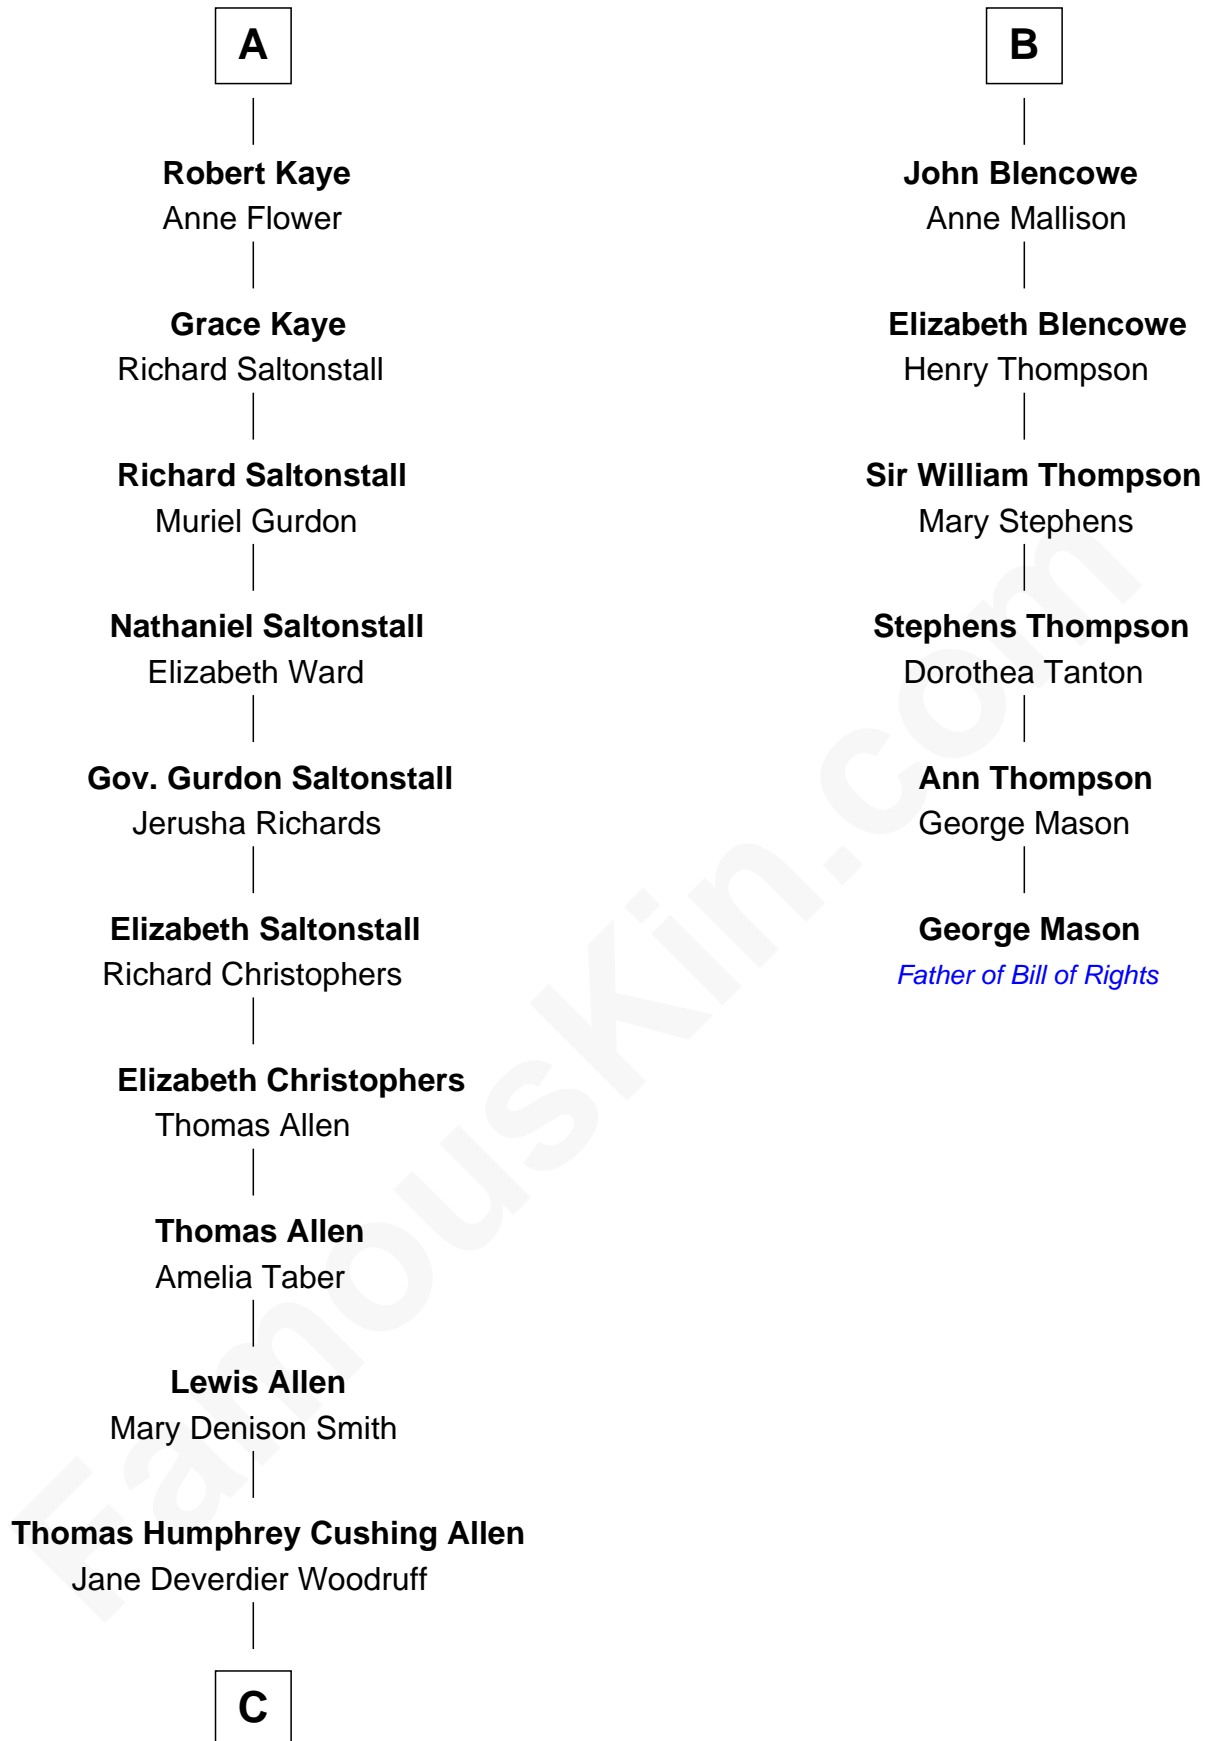 A
Robert Kaye
Anne Flower
Grace Kaye
Richard Saltonstall
Richard Saltonstall
Muriel Gurdon
Nathaniel Saltonstall
Elizabeth Ward
Gov. Gurdon Saltonstall
Jerusha Richards
Elizabeth Saltonstall
Richard Christophers
Elizabeth Christophers
Thomas Allen
Thomas Allen
Amelia Taber
Lewis Allen
Mary Denison Smith
Thomas Humphrey Cushing Allen
Jane Deverdier Woodruff
C
B
John Blencowe
Anne Mallison
Elizabeth Blencowe
Henry Thompson
Sir William Thompson
Mary Stephens
Stephens Thompson
Dorothea Tanton
Ann Thompson
George Mason
George Mason
Father of Bill of Rights
FamousKin.com